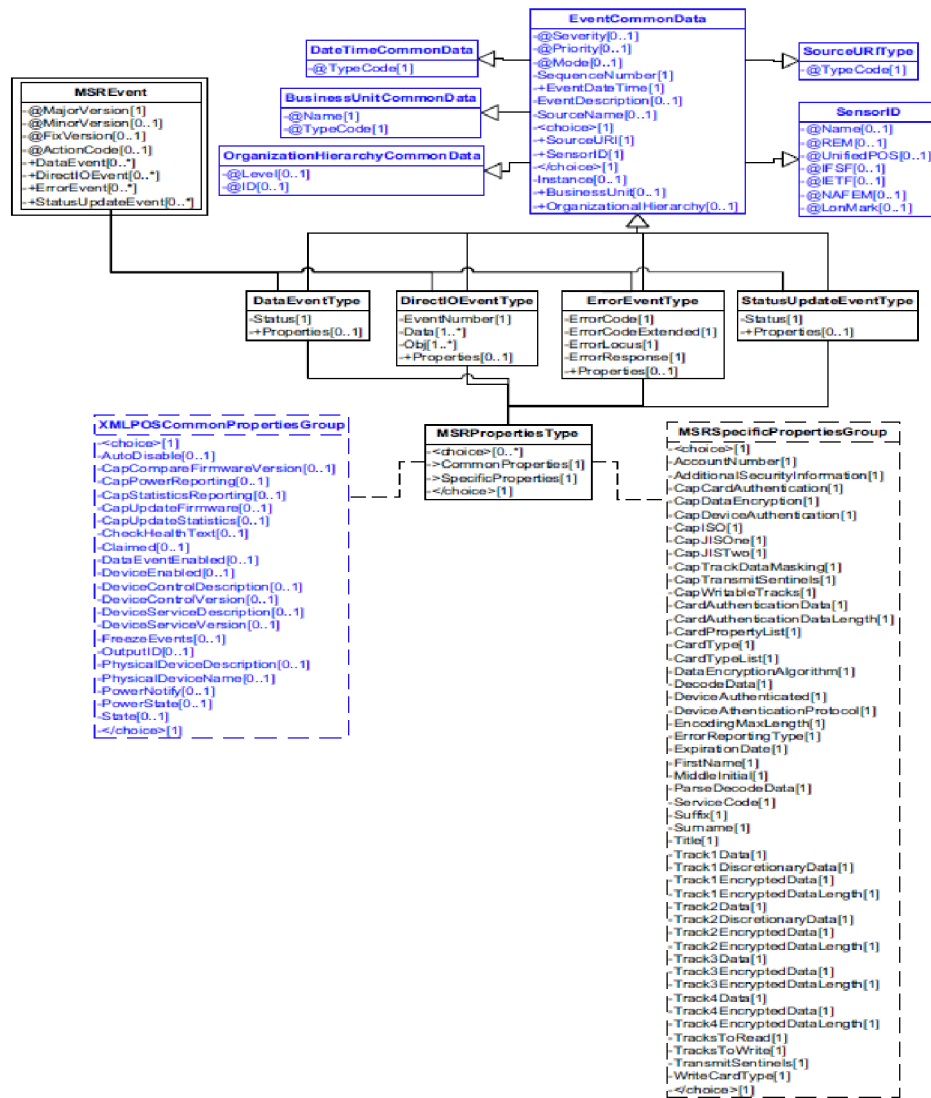 EventCommonData
-@Severity[0..1]
-@Priority[0..1]
-@Mode[0..1]
-SequenceNumber[1]
-+EventDateTime[1]
-EventDescription[0..1]
-SourceName[0..1]
-<choice>[1]
-+SourceURI[1]
-+SensorID[1]
-</choice>[1]
-Instance[0..1]
-+BusinessUnit[0..1]
-+OrganizationalHierarchy[0..1]
DateTimeCommonData
-@TypeCode[1]
BusinessUnitCommonData
-@Name[1]
-@TypeCode[1]
OrganizationHierarchyCommonData
-@Level[0..1]
-@ID[0..1]
SourceURIType
-@TypeCode[1]
SensorID
-@Name[0..1]
-@REM[0..1]
-@UnifiedPOS[0..1]
-@IFSF[0..1]
-@IETF[0..1]
-@NAFEM[0..1]
-@LonMark[0..1]
MSREvent
-@MajorVersion[1]
-@MinorVersion[0..1]
-@FixVersion[0..1]
-@ActionCode[0..1]
-+DataEvent[0..*]
-+DirectIOEvent[0..*]
-+ErrorEvent[0..*]
-+StatusUpdateEvent[0..*]
DataEventType
-Status[1]
-+Properties[0..1]
DirectIOEventType
-EventNumber[1]
-Data[1..*]
-Obj[1..*]
-+Properties[0..1]
ErrorEventType
-ErrorCode[1]
-ErrorCodeExtended[1]
-ErrorLocus[1]
-ErrorResponse[1]
-+Properties[0..1]
StatusUpdateEventType
-Status[1]
-+Properties[0..1]
XMLPOSCommonPropertiesGroup
-<choice>[1]
-AutoDisable[0..1]
-CapCompareFirmwareVersion[0..1]
-CapPowerReporting[0..1]
-CapStatisticsReporting[0..1]
-CapUpdateFirmware[0..1]
-CapUpdateStatistics[0..1]
-CheckHealthText[0..1]
-Claimed[0..1]
-DataEventEnabled[0..1]
-DeviceEnabled[0..1]
-DeviceControlDescription[0..1]
-DeviceControlVersion[0..1]
-DeviceServiceDescription[0..1]
-DeviceServiceVersion[0..1]
-FreezeEvents[0..1]
-OutputID[0..1]
-PhysicalDeviceDescription[0..1]
-PhysicalDeviceName[0..1]
-PowerNotify[0..1]
-PowerState[0..1]
-State[0..1]
-</choice>[1]
MSRPropertiesType
-<choice>[0..*]
->CommonProperties[1]
->SpecificProperties[1]
-</choice>[1]
MSRSpecificPropertiesGroup
-<choice>[1]
-AccountNumber[1]
-AdditionalSecurityInformation[1]
-CapCardAuthentication[1]
-CapDataEncryption[1]
-CapDeviceAuthentication[1]
-CapISO[1]
-CapJISOne[1]
-CapJISTwo[1]
-CapTrackDataMasking[1]
-CapTransmitSentinels[1]
-CapWritableTracks[1]
-CardAuthenticationData[1]
-CardAuthenticationDataLength[1]
-CardPropertyList[1]
-CardType[1]
-CardTypeList[1]
-DataEncryptionAlgorithm[1]
-DecodeData[1]
-DeviceAuthenticated[1]
-DeviceAthenticationProtocol[1]
-EncodingMaxLength[1]
-ErrorReportingType[1]
-ExpirationDate[1]
-FirstName[1]
-MiddleInitial[1]
-ParseDecodeData[1]
-ServiceCode[1]
-Suffix[1]
-Surname[1]
-Title[1]
-Track1Data[1]
-Track1DiscretionaryData[1]
-Track1EncryptedData[1]
-Track1EncryptedDataLength[1]
-Track2Data[1]
-Track2DiscretionaryData[1]
-Track2EncryptedData[1]
-Track2EncryptedDataLength[1]
-Track3Data[1]
-Track3EncryptedData[1]
-Track3EncryptedDataLength[1]
-Track4Data[1]
-Track4EncryptedData[1]
-Track4EncryptedDataLength[1]
-TracksToRead[1]
-TracksToWrite[1]
-TransmitSentinels[1]
-WriteCardType[1]
-</choice>[1]